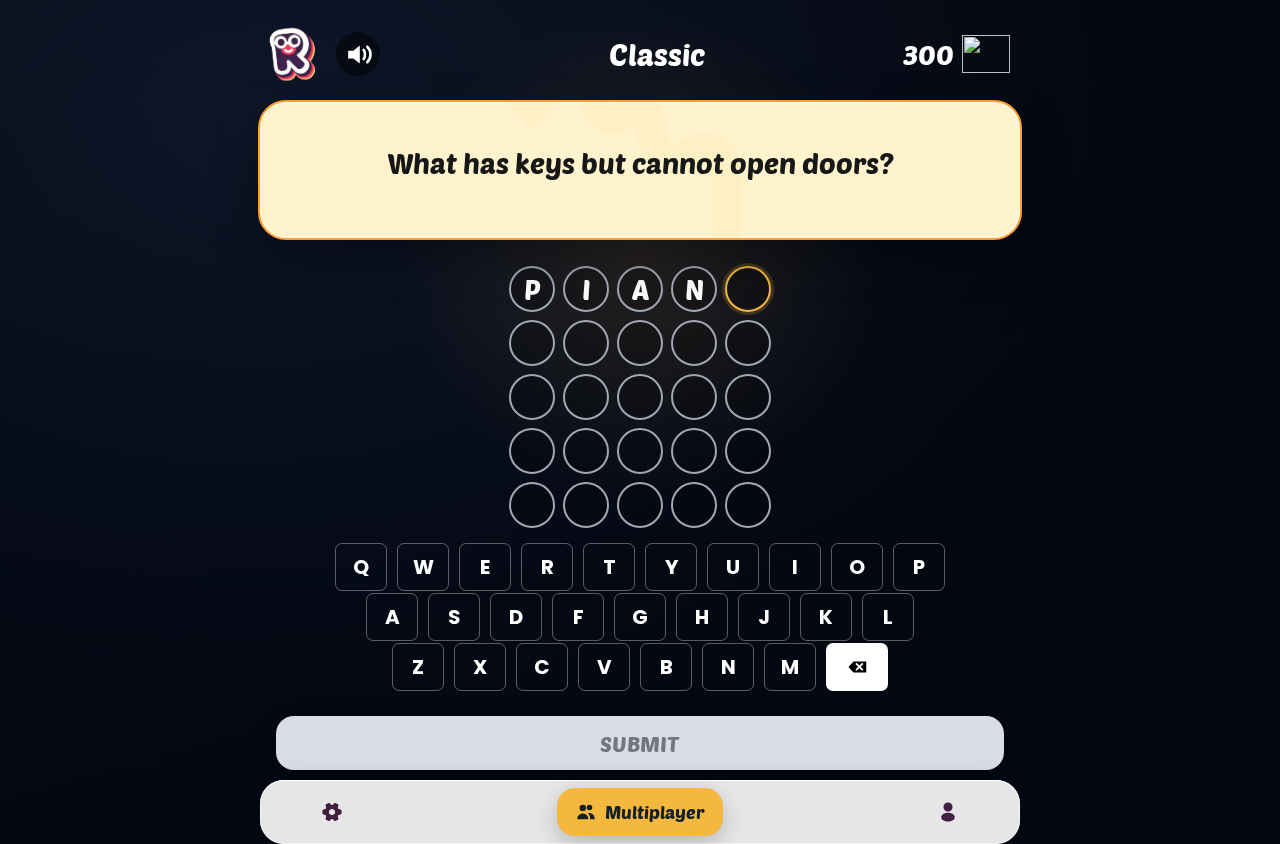 Classic
300
What has keys but cannot open doors?
P I A N
Q W E R T Y U I O P
A S D F G H J K L
Z X C V B N M
SUBMIT
Multiplayer